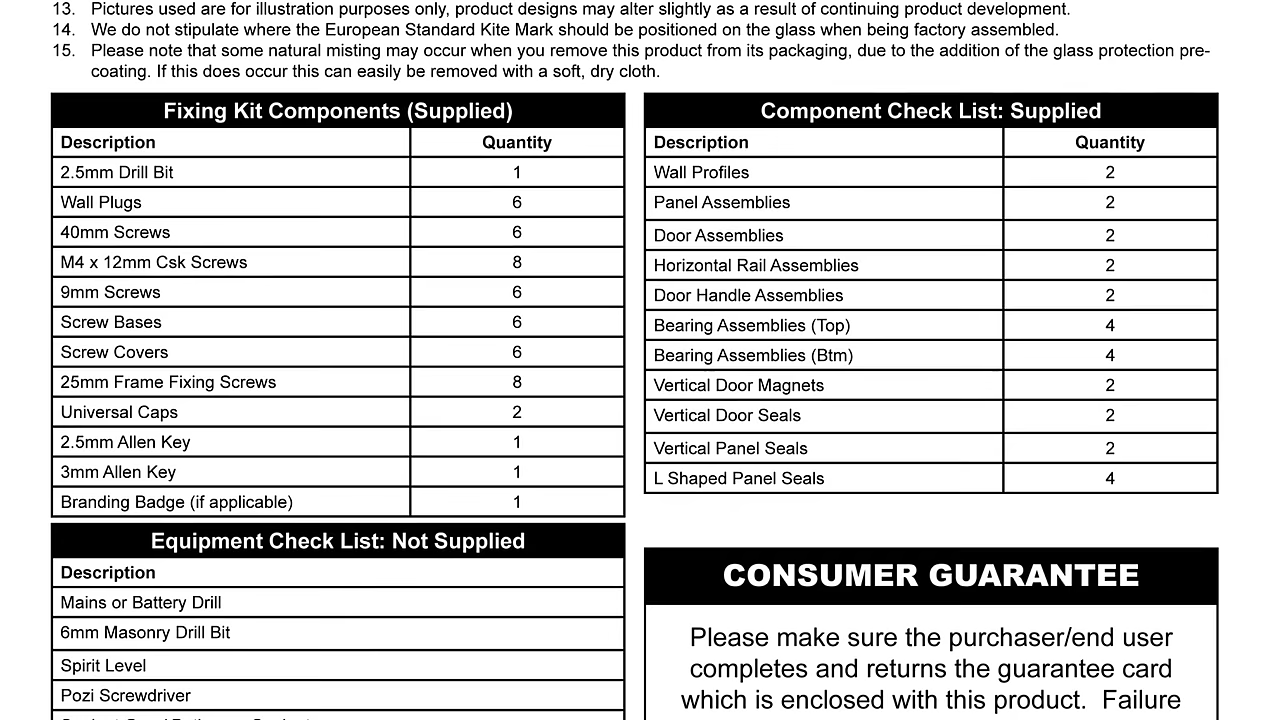 13. Pictures used are for illustration purposes only, product designs may alter slightly as a result of continuing product development.
14. We do not stipulate where the European Standard Kite Mark should be positioned on the glass when being factory assembled.
15. Please note that some natural misting may occur when you remove this product from its packaging, due to the addition of the glass protection pre-
coating. If this does occur this can easily be removed with a soft, dry cloth.
Fixing Kit Components (Supplied)
Description Quantity
2.5mm Drill Bit 1
Wall Plugs 6
40mm Screws 6
M4 x 12mm Csk Screws 8
9mm Screws 6
Screw Bases 6
Screw Covers 6
25mm Frame Fixing Screws 8
Universal Caps 2
2.5mm Allen Key 1
3mm Allen Key 1
Branding Badge (if applicable) 1
Equipment Check List: Not Supplied
Description
Mains or Battery Drill
6mm Masonry Drill Bit
Spirit Level
Pozi Screwdriver
Component Check List: Supplied
Description Quantity
Wall Profiles 2
Panel Assemblies 2
Door Assemblies 2
Horizontal Rail Assemblies 2
Door Handle Assemblies 2
Bearing Assemblies (Top) 4
Bearing Assemblies (Btm) 4
Vertical Door Magnets 2
Vertical Door Seals 2
Vertical Panel Seals 2
L Shaped Panel Seals 4
CONSUMER GUARANTEE
Please make sure the purchaser/end user
completes and returns the guarantee card
which is enclosed with this product. Failure